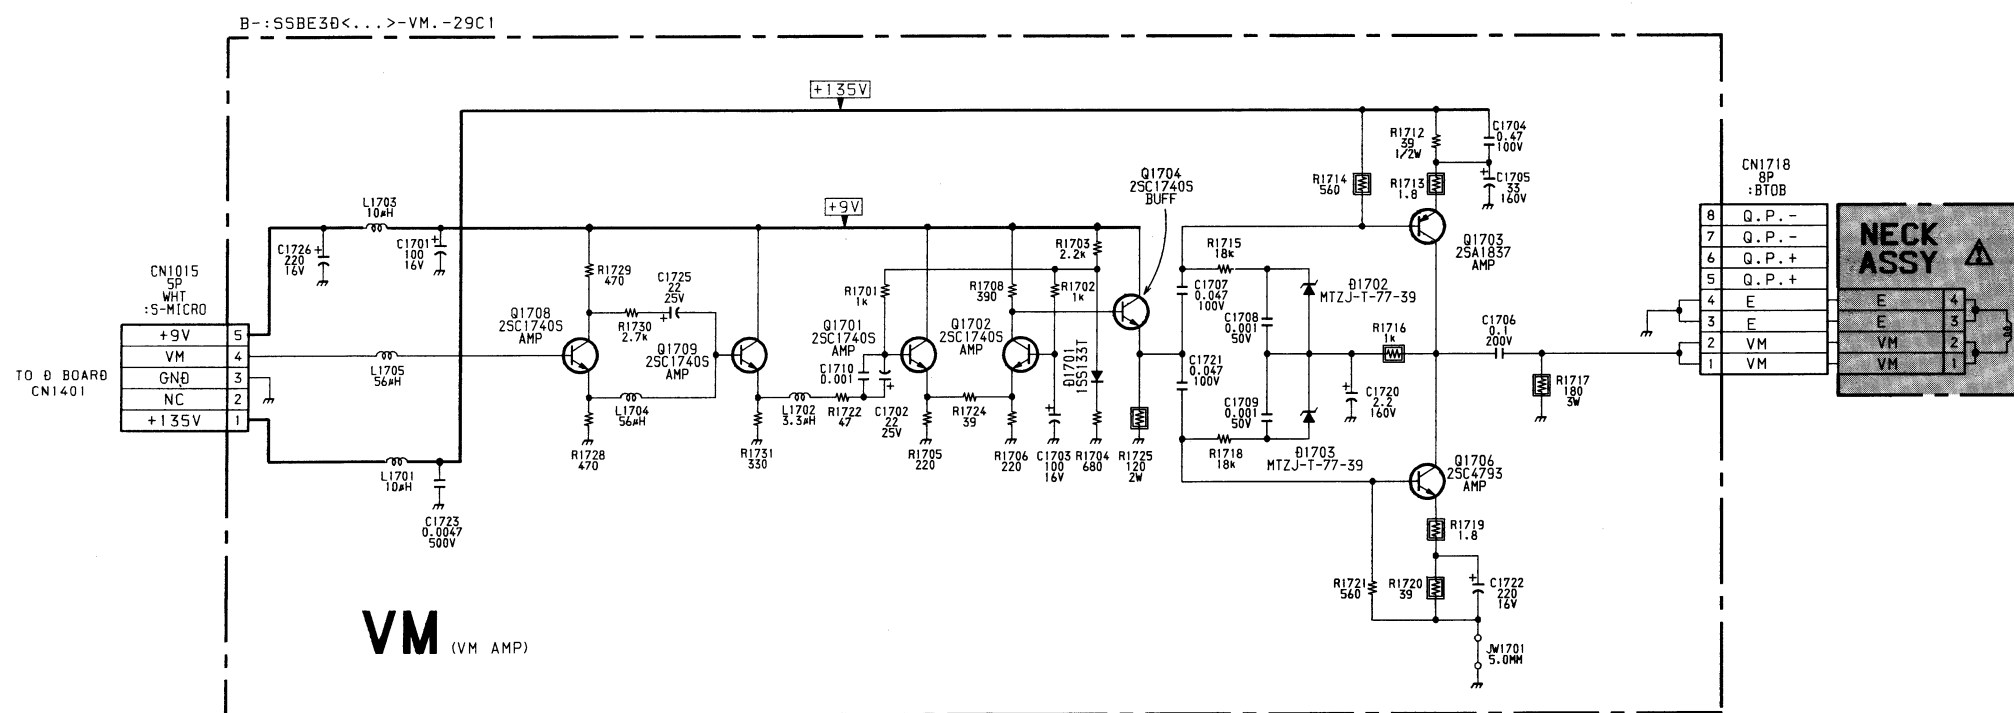 B-:SSBE3D<...>-VM.-29C1
+135V
+9V
TO D BOARD
CN1401
CN1015
5P
WHT
:S-MICRO
+9V 5
VM 4
GND 3
NC 2
+135V 1
L1703
10μH
C1726
220
16V
C1701
100
16V
L1705
56μH
L1701
10μH
C1723
0.0047
500V
R1729
470
Q1708
2SC1740S
AMP
R1730
2.7k
C1725
22
25V
Q1709
2SC1740S
AMP
R1728
470
L1704
56μH
R1731
330
L1702
3.3μH
R1722
47
C1710
0.001
C1702
22
25V
R1701
1k
Q1701
2SC1740S
AMP
R1705
220
R1724
39
R1708
390
Q1702
2SC1740S
AMP
R1706
220
R1702
1k
R1703
2.2k
C1703
100
16V
D1701
1SS133T
R1704
680
Q1704
2SC1740S
BUFF
R1725
120
2W
C1707
0.047
100V
C1721
0.047
100V
R1715
18k
C1708
0.001
50V
C1709
0.001
50V
R1718
18k
D1702
MTZJ-T-77-39
D1703
MTZJ-T-77-39
R1716
1k
C1720
2.2
160V
R1714
560
R1712
39
1/2W
R1713
1.8
C1704
0.47
100V
C1705
33
160V
Q1703
2SA1837
AMP
C1706
0.1
200V
R1717
180
3W
Q1706
2SC4793
AMP
R1719
1.8
R1721
560
R1720
39
C1722
220
16V
JW1701
5.0MM
CN1718
8P
:BTOB
8 Q.P.-
7 Q.P.-
6 Q.P.+
5 Q.P.+
4 E
3 E
2 VM
1 VM
NECK
ASSY
E 4
E 3
VM 2
VM 1
VM (VM AMP)